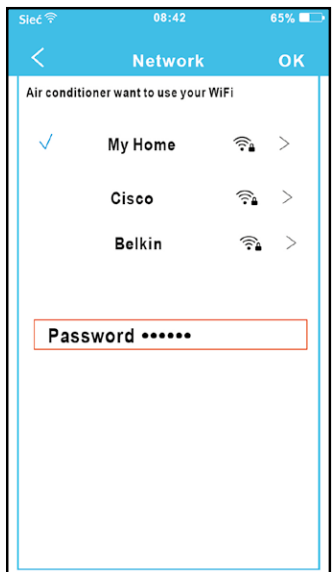 Sieć 08:42 65%
Network OK
Air conditioner want to use your WiFi
My Home
Cisco
Belkin
Password ••••••